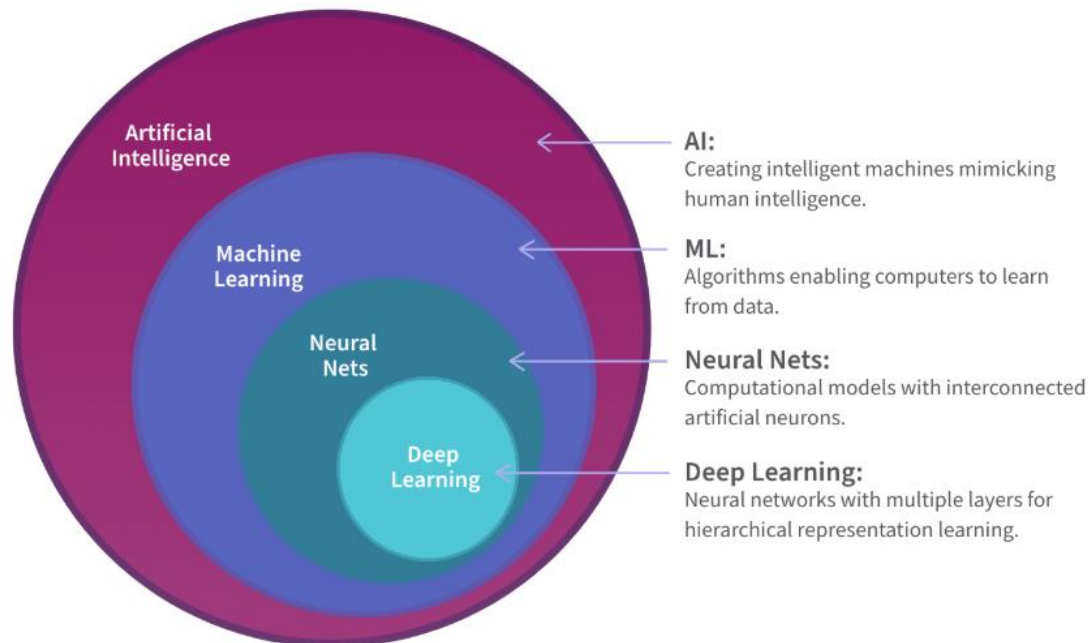 Artificial
Intelligence
Machine
Learning
Neural
Nets
Deep
Learning
AI:
Creating intelligent machines mimicking
human intelligence.
ML:
Algorithms enabling computers to learn
from data.
Neural Nets:
Computational models with interconnected
artificial neurons.
Deep Learning:
Neural networks with multiple layers for
hierarchical representation learning.